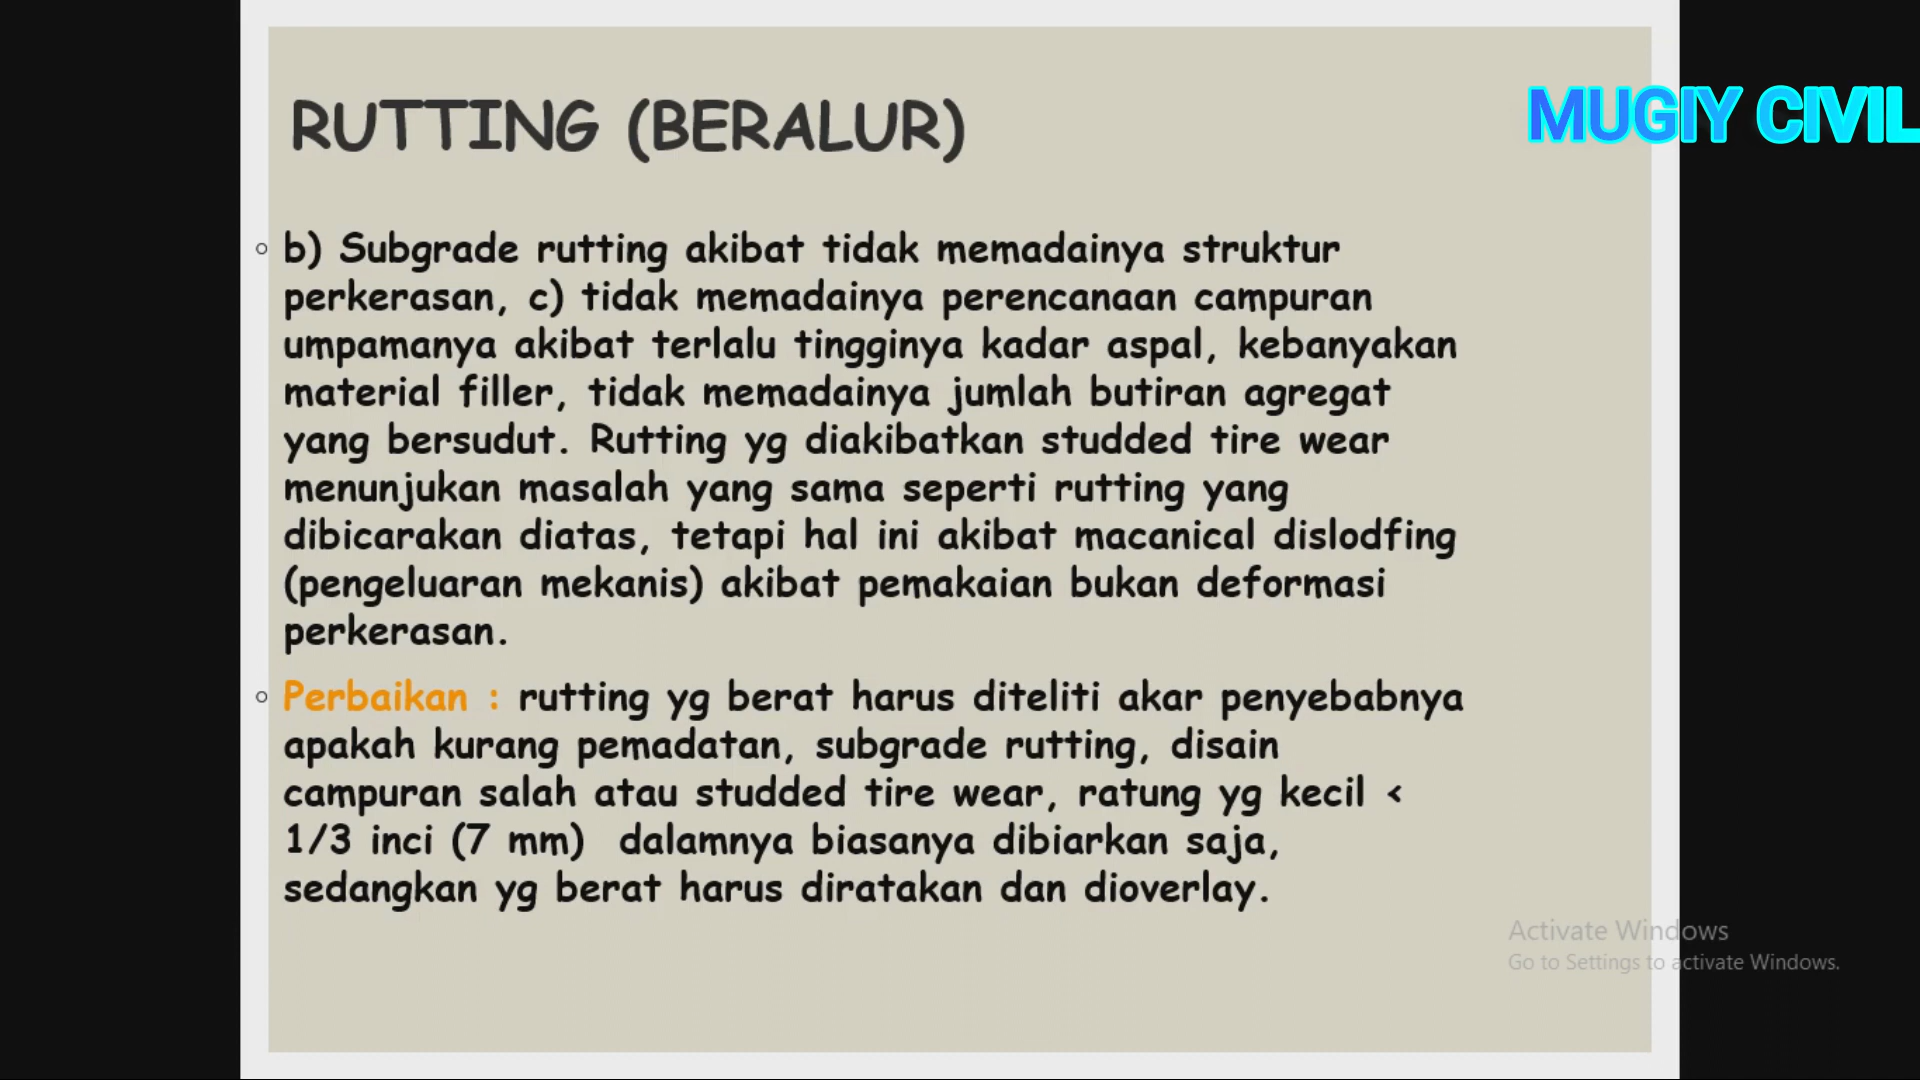 RUTTING (BERALUR)
MUGIY CIVIL
b) Subgrade rutting akibat tidak memadainya struktur
perkerasan, c) tidak memadainya perencanaan campuran
umpamanya akibat terlalu tingginya kadar aspal, kebanyakan
material filler, tidak memadainya jumlah butiran agregat
yang bersudut. Rutting yg diakibatkan studded tire wear
menunjukan masalah yang sama seperti rutting yang
dibicarakan diatas, tetapi hal ini akibat macanical dislodfing
(pengeluaran mekanis) akibat pemakaian bukan deformasi
perkerasan.
Perbaikan : rutting yg berat harus diteliti akar penyebabnya
apakah kurang pemadatan, subgrade rutting, disain
campuran salah atau studded tire wear, ratung yg kecil <
1/3 inci (7 mm) dalamnya biasanya dibiarkan saja,
sedangkan yg berat harus diratakan dan dioverlay.
Activate Windows
Go to Settings to activate Windows.